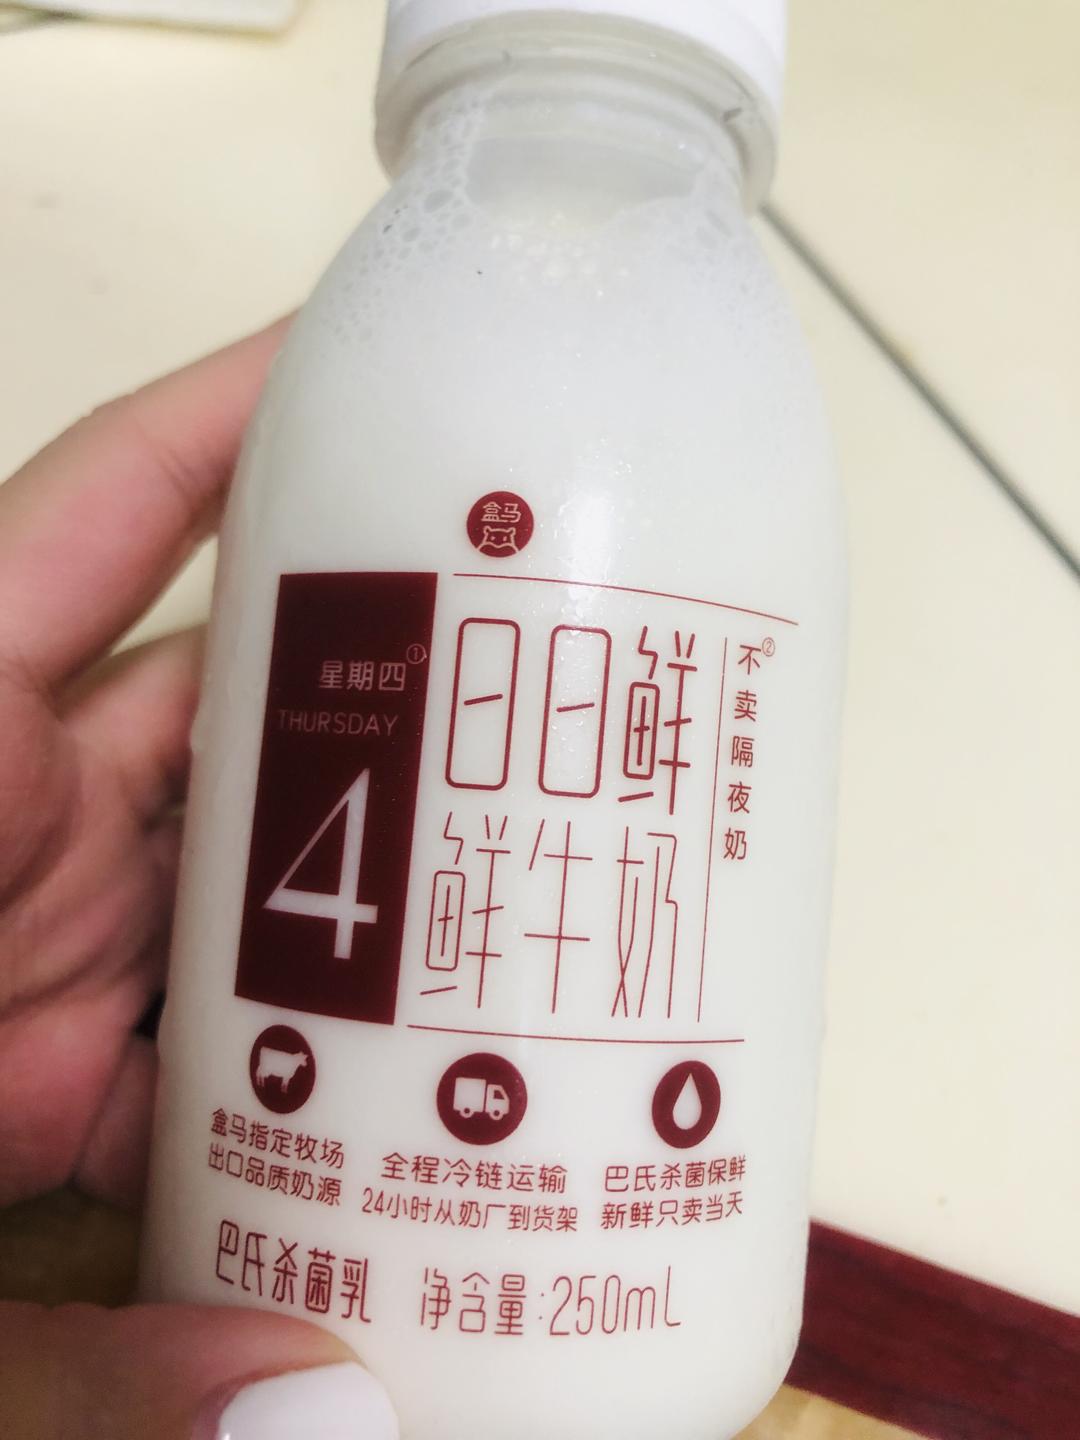 盒马
星期四①
THURSDAY
4
日日鲜
鲜牛奶
不卖隔夜奶②
盒马指定牧场
出口品质奶源
全程冷链运输
24小时从奶厂到货架
巴氏杀菌保鲜
新鲜只卖当天
巴氏杀菌乳 净含量:250mL